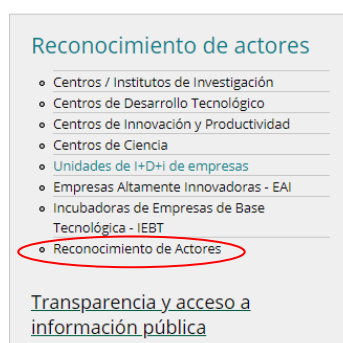 Reconocimiento de actores
Centros / Institutos de Investigación
Centros de Desarrollo Tecnológico
Centros de Innovación y Productividad
Centros de Ciencia
Unidades de I+D+i de empresas
Empresas Altamente Innovadoras - EAI
Incubadoras de Empresas de Base
Tecnológica - IEBT
Reconocimiento de Actores
Transparencia y acceso a
información pública